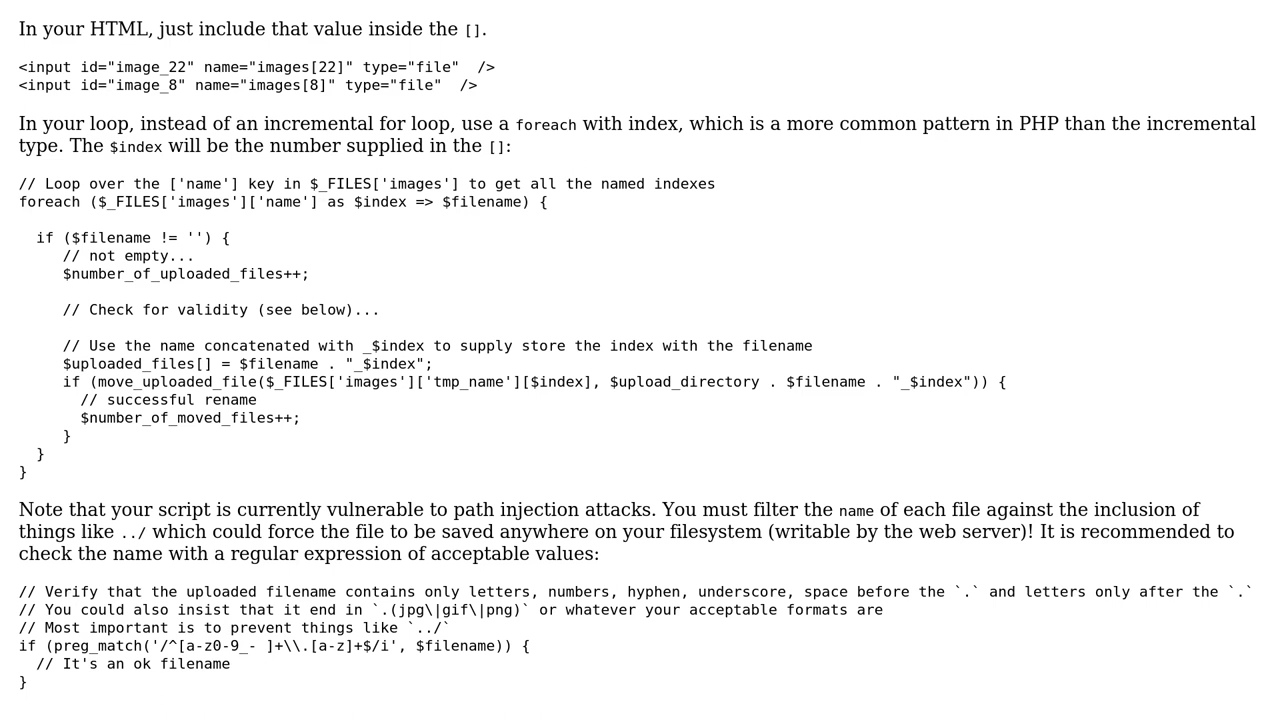 In your HTML, just include that value inside the [].
<input id="image_22" name="images[22]" type="file"  />
<input id="image_8" name="images[8]" type="file"  />
In your loop, instead of an incremental for loop, use a foreach with index, which is a more common pattern in PHP than the incremental
type. The $index will be the number supplied in the []:
// Loop over the ['name'] key in $_FILES['images'] to get all the named indexes
foreach ($_FILES['images']['name'] as $index => $filename) {
  if ($filename != '') {
     // not empty...
     $number_of_uploaded_files++;
     // Check for validity (see below)...
     // Use the name concatenated with _$index to supply store the index with the filename
     $uploaded_files[] = $filename . "_$index";
     if (move_uploaded_file($_FILES['images']['tmp_name'][$index], $upload_directory . $filename . "_$index")) {
       // successful rename
       $number_of_moved_files++;
     }
  }
}
Note that your script is currently vulnerable to path injection attacks. You must filter the name of each file against the inclusion of
things like ../ which could force the file to be saved anywhere on your filesystem (writable by the web server)! It is recommended to
check the name with a regular expression of acceptable values:
// Verify that the uploaded filename contains only letters, numbers, hyphen, underscore, space before the `.` and letters only after the `.`
// You could also insist that it end in `.(jpg\|gif\|png)` or whatever your acceptable formats are
// Most important is to prevent things like `../`
if (preg_match('/^[a-z0-9_- ]+\\.[a-z]+$/i', $filename)) {
  // It's an ok filename
}